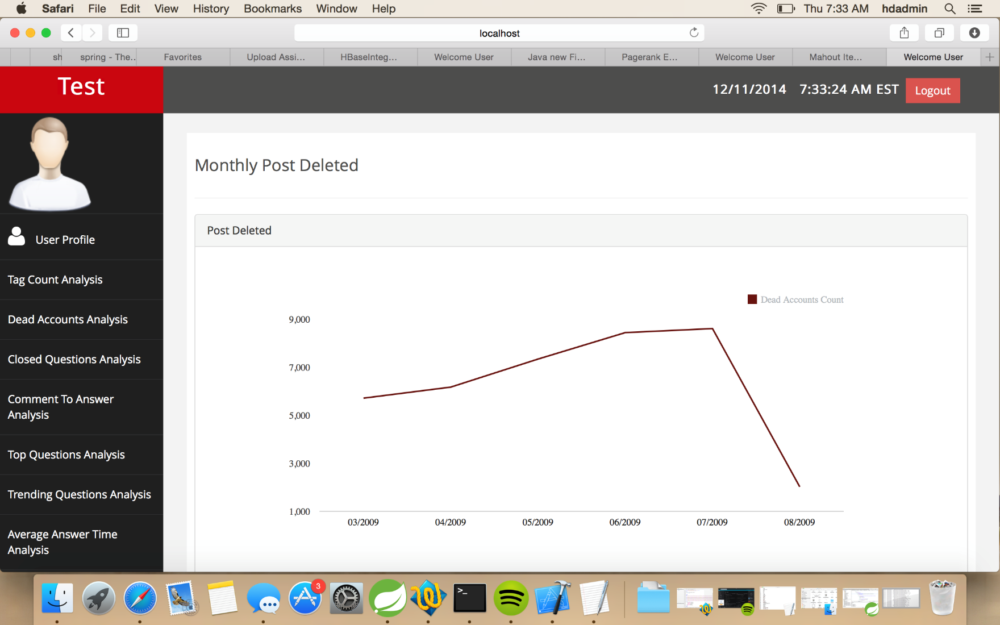 Safari File Edit View History Bookmarks Window Help Thu 7:33 AM hdadmin
localhost
sh spring - The.. Favorites Upload Assi... HBaseInteg... Welcome User Java new Fi... Pagerank E... Welcome User Mahout Ite... Welcome User
Test
12/11/2014 7:33:24 AM EST Logout
User Profile
Tag Count Analysis
Dead Accounts Analysis
Closed Questions Analysis
Comment To Answer
Analysis
Top Questions Analysis
Trending Questions Analysis
Average Answer Time
Analysis
Monthly Post Deleted
Post Deleted
Dead Accounts Count
9,000
7,000
5,000
3,000
1,000
03/2009 04/2009 05/2009 06/2009 07/2009 08/2009
3